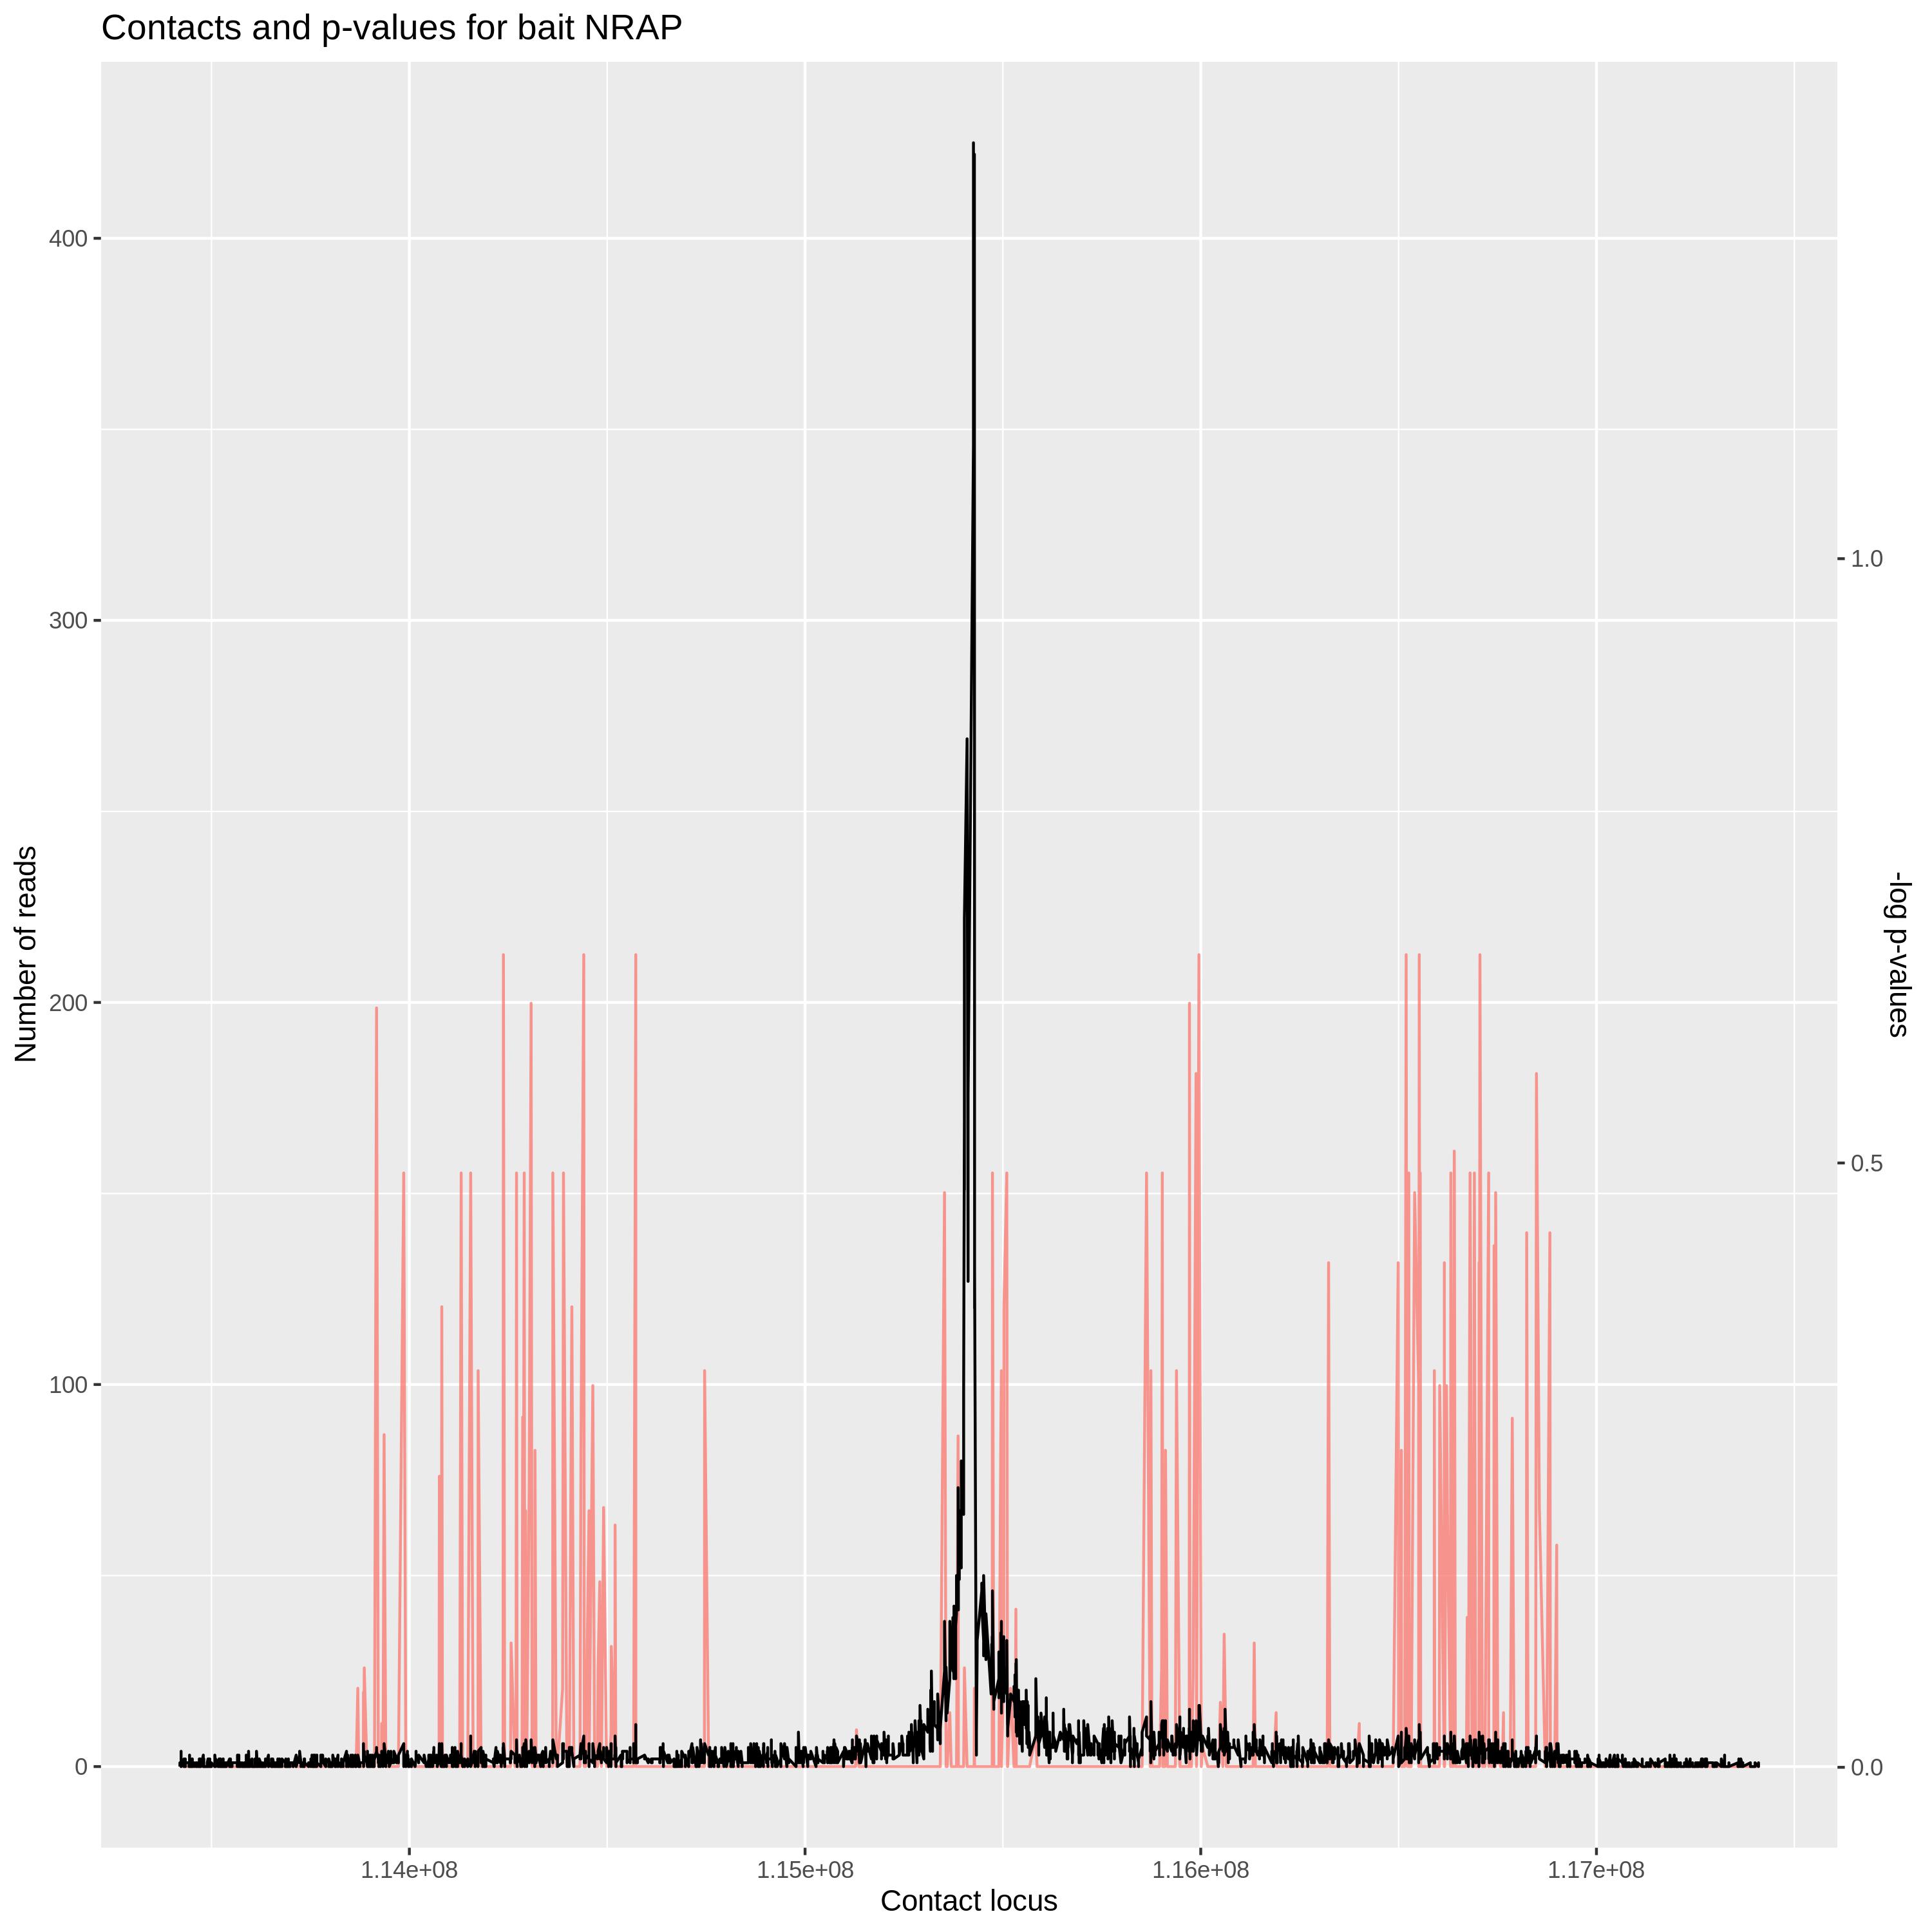 Contacts and p-values for bait NRAP
400
300
200
100
0
Number of reads
1.0
0.5
0.0
-log p-values
1.14e+08
1.15e+08
1.16e+08
1.17e+08
Contact locus